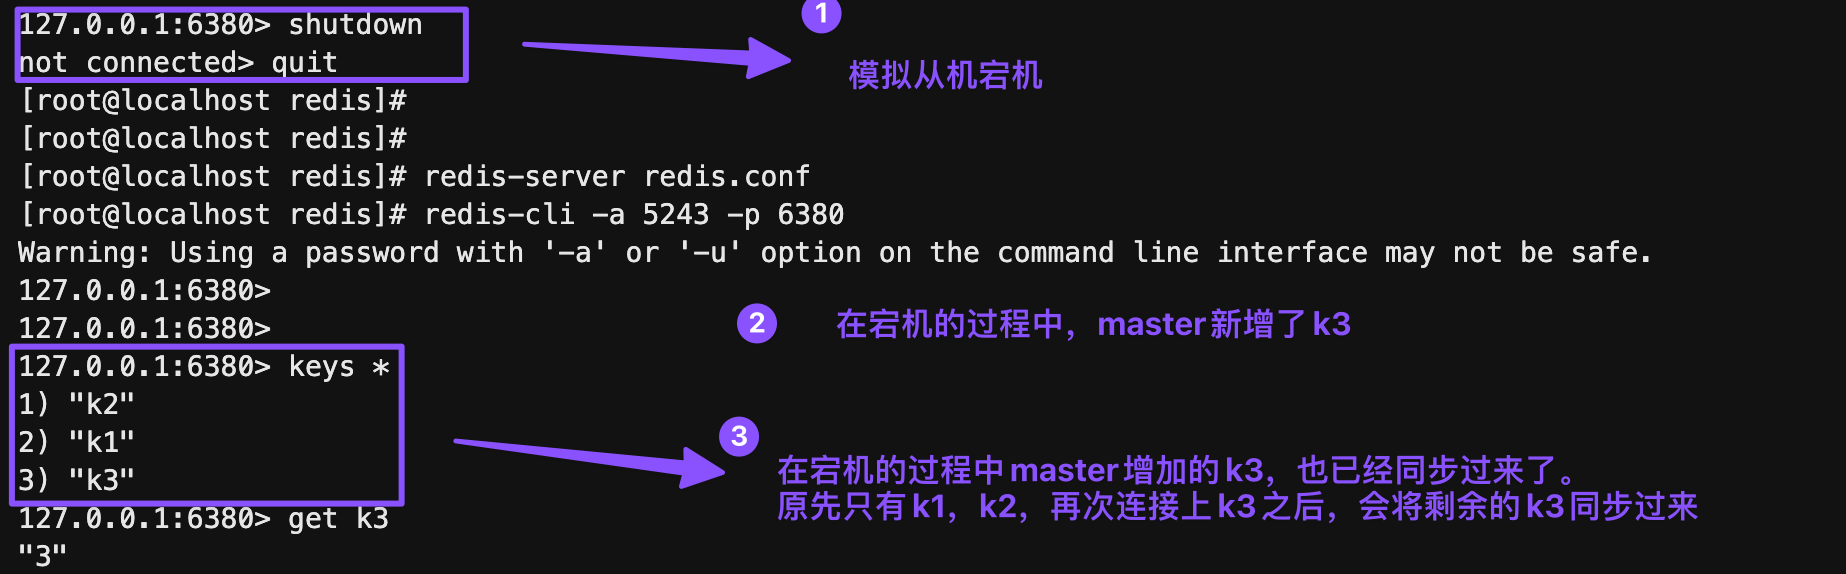 127.0.0.1:6380> shutdown
not connected> quit
[root@localhost redis]#
[root@localhost redis]#
[root@localhost redis]# redis-server redis.conf
[root@localhost redis]# redis-cli -a 5243 -p 6380
Warning: Using a password with '-a' or '-u' option on the command line interface may not be safe.
127.0.0.1:6380>
127.0.0.1:6380>
127.0.0.1:6380> keys *
1) "k2"
2) "k1"
3) "k3"
127.0.0.1:6380> get k3
"3"
1
模拟从机宕机
2
在宕机的过程中，master新增了k3
3
在宕机的过程中master增加的k3，也已经同步过来了。
原先只有k1，k2，再次连接上k3之后，会将剩余的k3同步过来